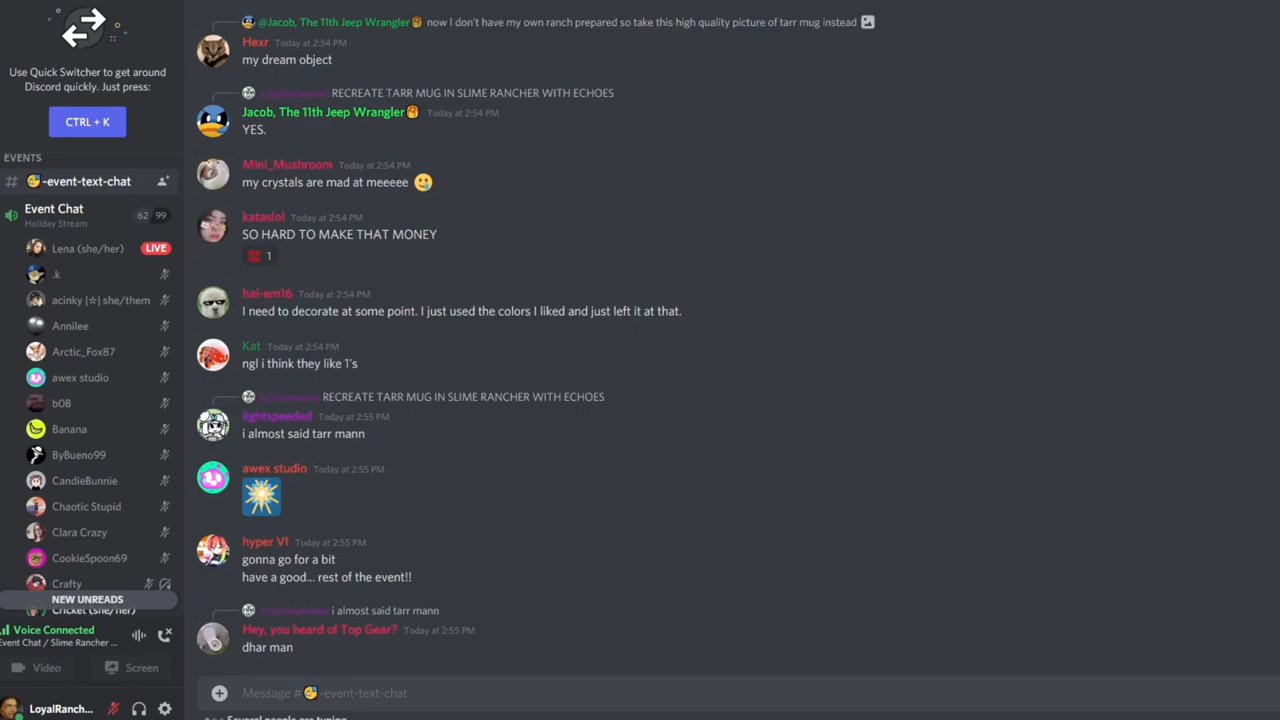 @Jacob, The 11th Jeep Wrangler now I don't have my own ranch prepared so take this high quality picture of tarr mug instead
Hexr Today at 2:54 PM
my dream object
RECREATE TARR MUG IN SLIME RANCHER WITH ECHOES
Jacob, The 11th Jeep Wrangler Today at 2:54 PM
YES.
Mini_Mushroom Today at 2:54 PM
my crystals are mad at meeeee 🥲
kataslol Today at 2:54 PM
SO HARD TO MAKE THAT MONEY
1
hal-em16 Today at 2:54 PM
I need to decorate at some point. I just used the colors I liked and just left it at that.
Kat Today at 2:54 PM
ngl i think they like 1's
RECREATE TARR MUG IN SLIME RANCHER WITH ECHOES
lightspeeded Today at 2:55 PM
i almost said tarr mann
awex studio Today at 2:55 PM
hyper VI Today at 2:55 PM
gonna go for a bit
have a good... rest of the event!!
i almost said tarr mann
Hey, you heard of Top Gear? Today at 2:55 PM
dhar man
Message # -event-text-chat
Several people are typing
Use Quick Switcher to get around
Discord quickly. Just press:
CTRL + K
EVENTS
# -event-text-chat
Event Chat 62 99
Holiday Stream
Lena (she/her) LIVE
.k
acinky |☆| she/them
Annilee
Arctic_Fox87
awex studio
b0B
Banana
ByBueno99
CandieBunnie
Chaotic Stupid
Clara Crazy
CookieSpoon69
Crafty
NEW UNREADS
Cricket (she/her)
Voice Connected
Event Chat / Slime Rancher ...
Video Screen
LoyalRanch...